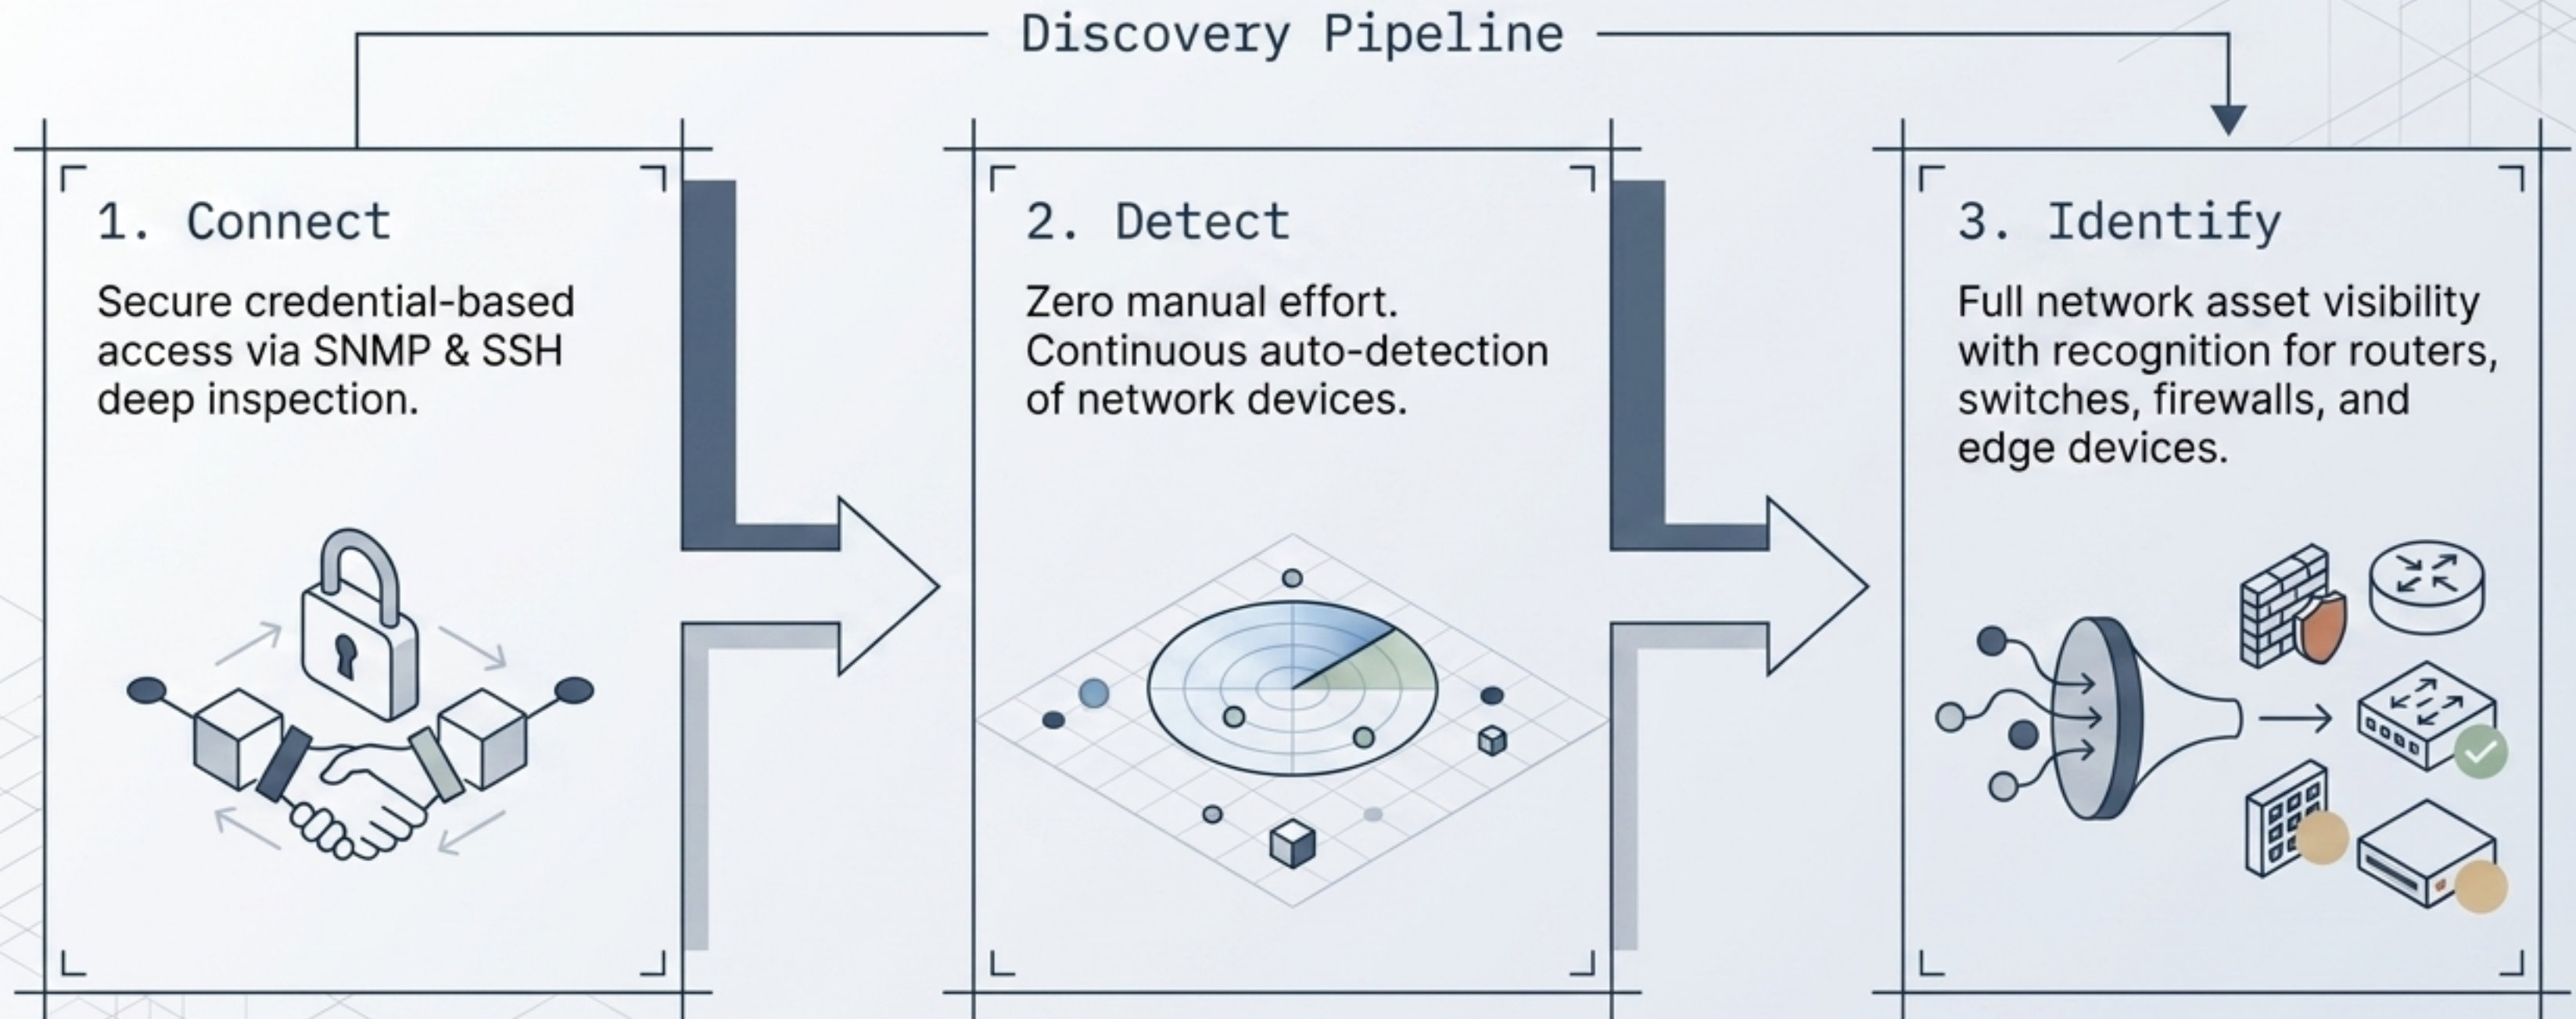 Discovery Pipeline
1. Connect
Secure credential-based
access via SNMP & SSH
deep inspection.
2. Detect
Zero manual effort.
Continuous auto-detection
of network devices.
3. Identify
Full network asset visibility
with recognition for routers,
switches, firewalls, and
edge devices.